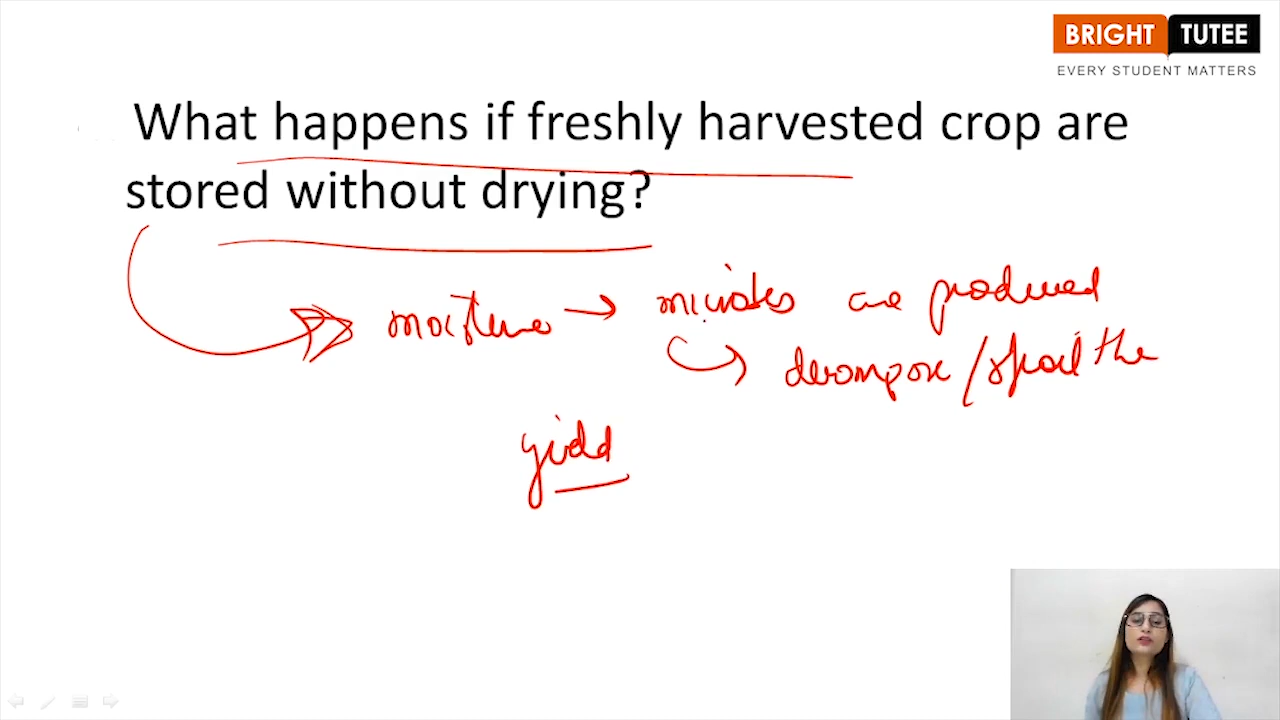 BRIGHT TUTEE
EVERY STUDENT MATTERS
What happens if freshly harvested crop are
stored without drying?
moisture → microbes are produced
decompose / spoil the
yield